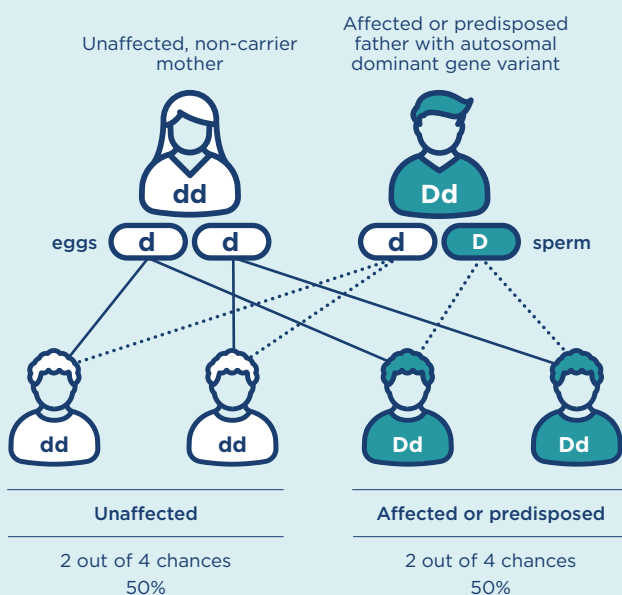 Unaffected, non-carrier
mother
Affected or predisposed
father with autosomal
dominant gene variant
dd
Dd
eggs
d
d
d
D
sperm
dd
dd
Dd
Dd
Unaffected
Affected or predisposed
2 out of 4 chances
50%
2 out of 4 chances
50%